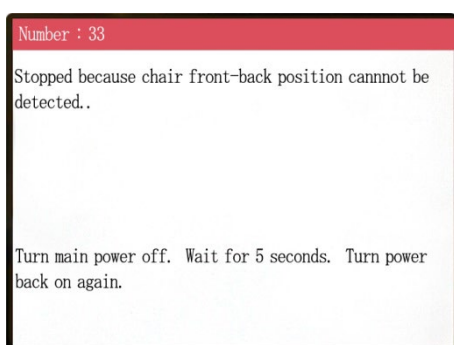 Number : 33
Stopped because chair front-back position cannnot be
detected..
Turn main power off. Wait for 5 seconds. Turn power
back on again.